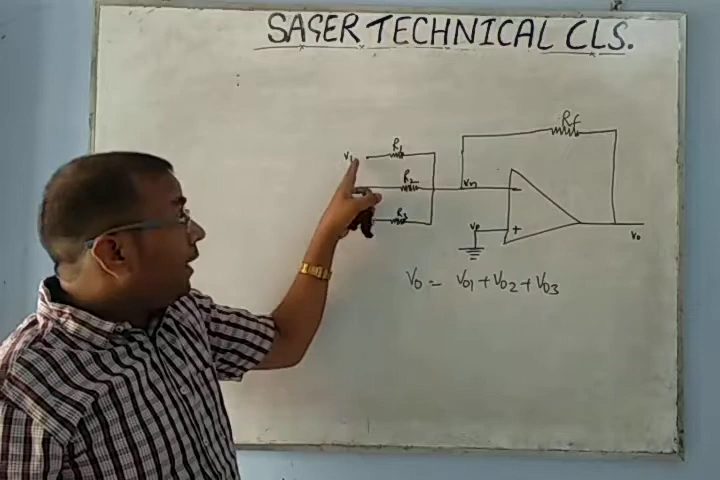 SAGER TECHNICAL CLS.
Rf
V1 R1
R2 Vn -
R3 Vp +
Vo
Vo = Vo1 + Vo2 + Vo3